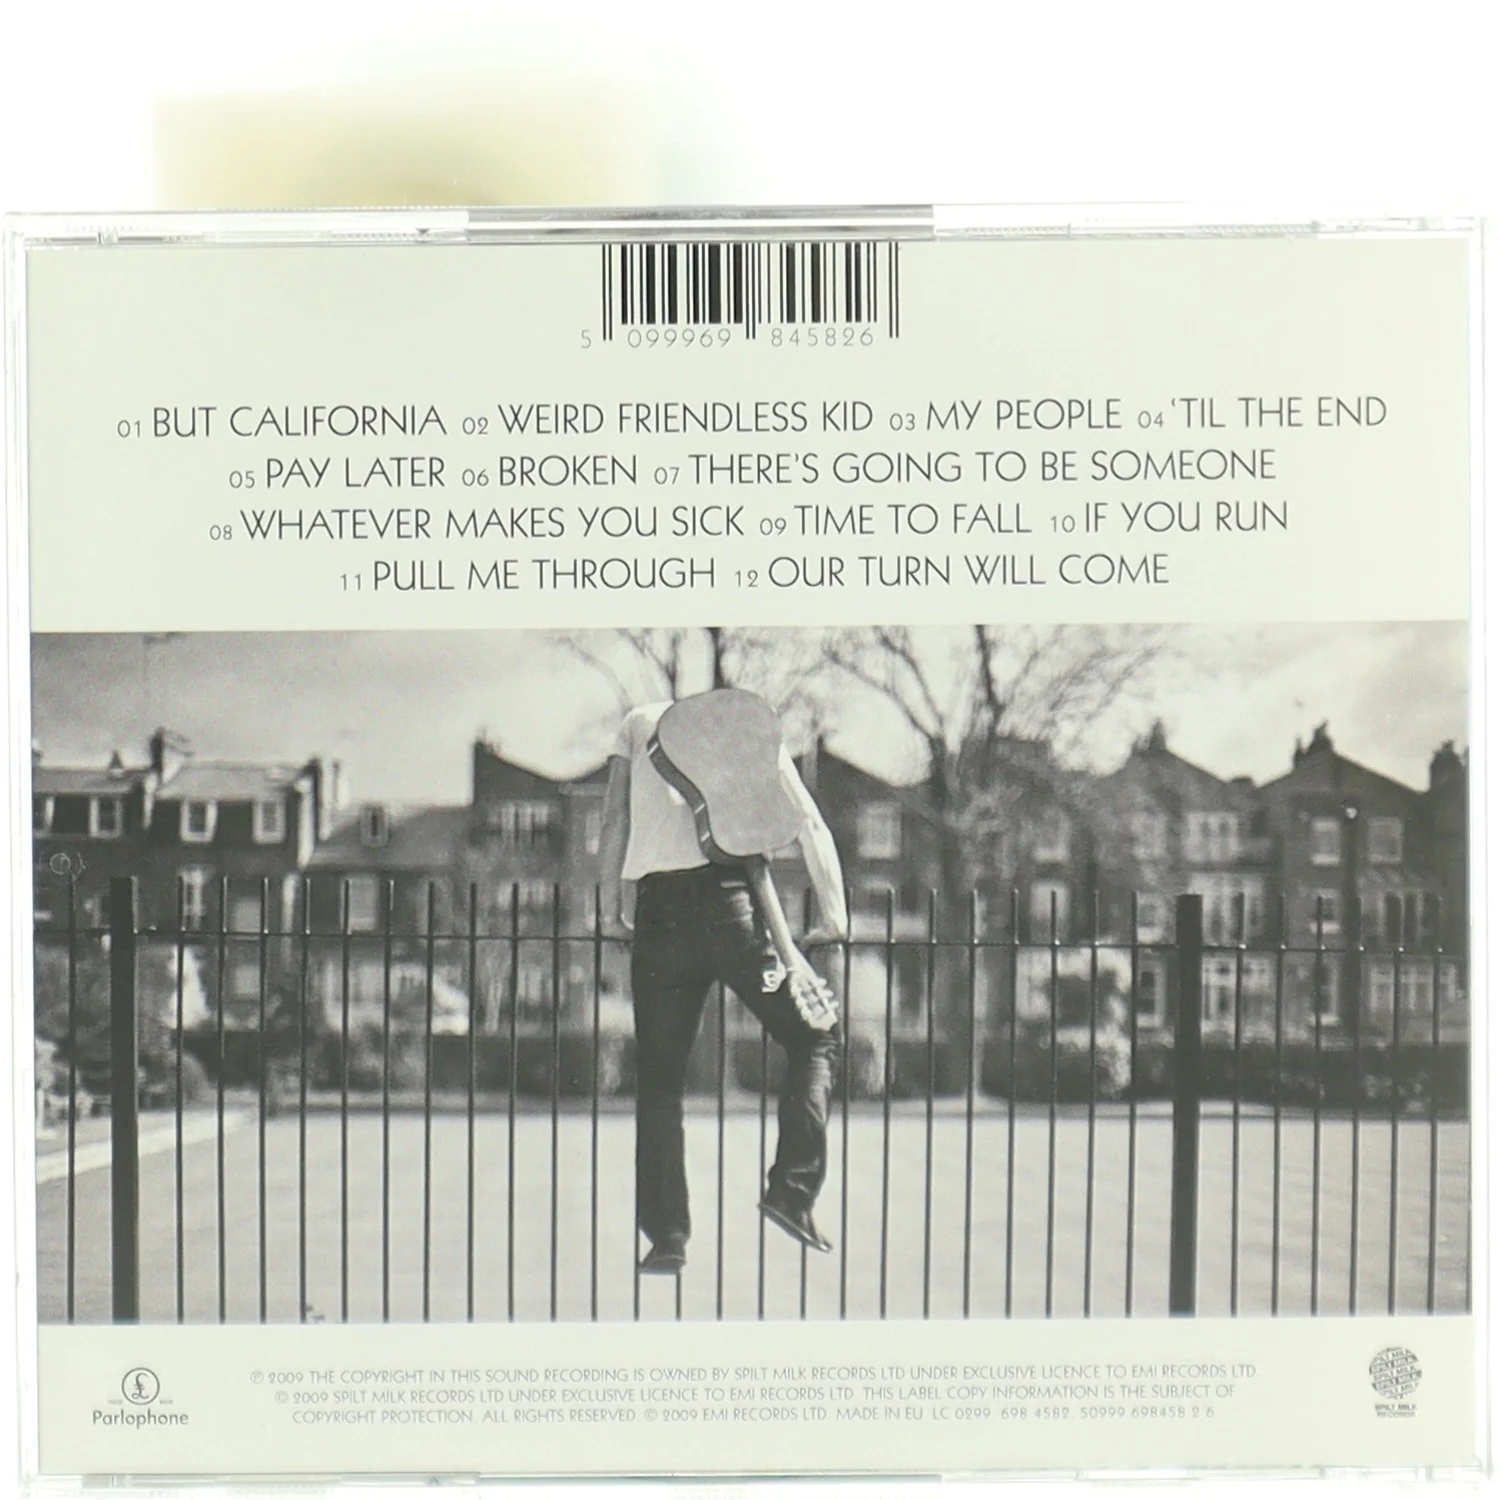 5 099969 845826
01 BUT CALIFORNIA 02 WEIRD FRIENDLESS KID 03 MY PEOPLE 04 'TIL THE END
05 PAY LATER 06 BROKEN 07 THERE'S GOING TO BE SOMEONE
08 WHATEVER MAKES YOU SICK 09 TIME TO FALL 10 IF YOU RUN
11 PULL ME THROUGH 12 OUR TURN WILL COME
£
Parlophone
℗ 2009 THE COPYRIGHT IN THIS SOUND RECORDING IS OWNED BY SPILT MILK RECORDS LTD UNDER EXCLUSIVE LICENCE TO EMI RECORDS LTD.
© 2009 SPILT MILK RECORDS LTD UNDER EXCLUSIVE LICENCE TO EMI RECORDS LTD. THIS LABEL COPY INFORMATION IS THE SUBJECT OF
COPYRIGHT PROTECTION. ALL RIGHTS RESERVED. © 2009 EMI RECORDS LTD. MADE IN EU. LC 0299. 698 4582. 50999 698458 2 6.
SPILT MILK
RECORDS